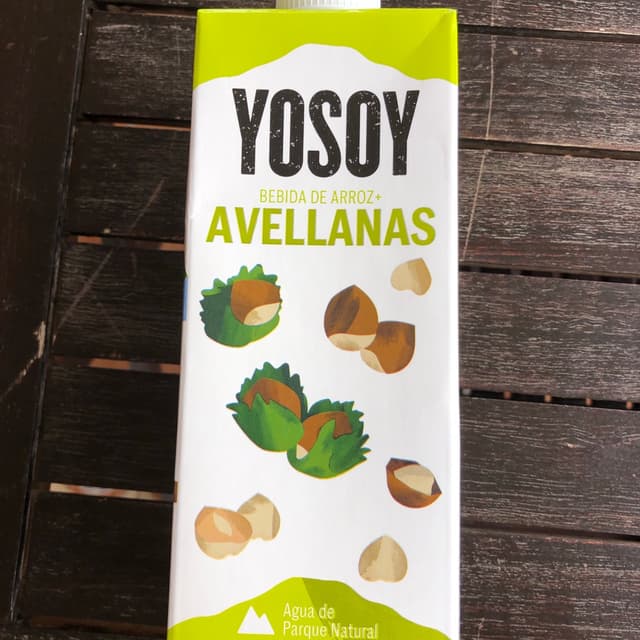 YOSOY
BEBIDA DE ARROZ+
AVELLANAS
Agua de
Parque Natural